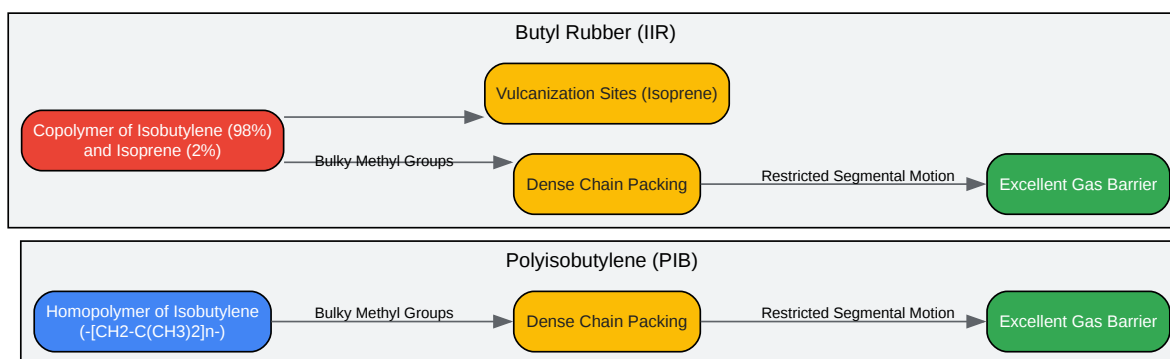 Butyl Rubber (IIR)
Vulcanization Sites (Isoprene)
Copolymer of Isobutylene (98%)
and Isoprene (2%)
Bulky Methyl Groups
Dense Chain Packing
Restricted Segmental Motion
Excellent Gas Barrier
Polyisobutylene (PIB)
Homopolymer of Isobutylene
(-[CH2-C(CH3)2]n-)
Bulky Methyl Groups
Dense Chain Packing
Restricted Segmental Motion
Excellent Gas Barrier